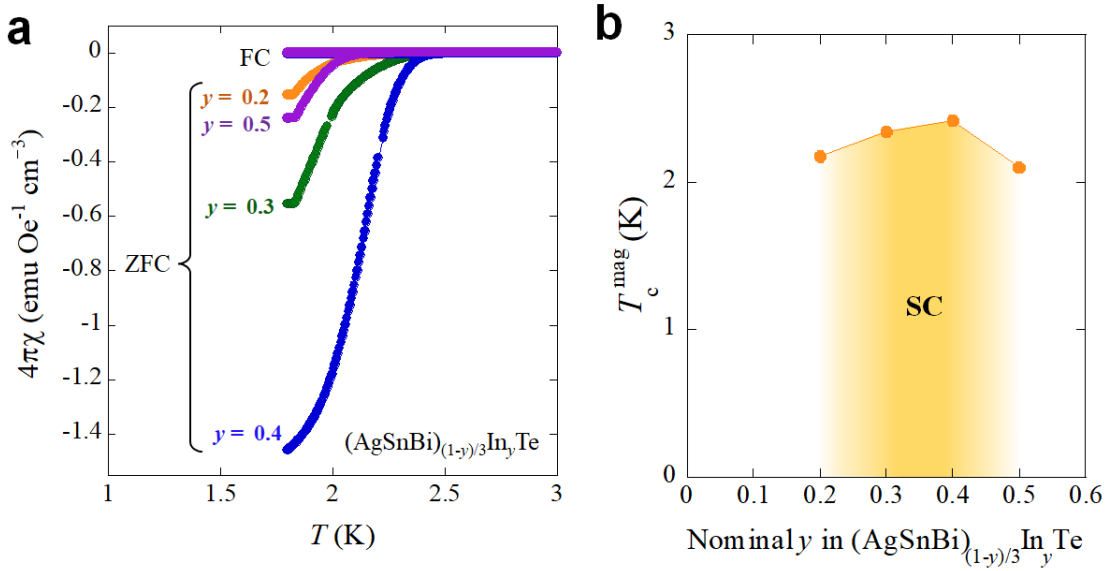 a
0
-0.2
-0.4
-0.6
-0.8
-1
-1.2
-1.4
4πχ (emu Oe⁻¹ cm⁻³)
FC
y = 0.2
y = 0.5
y = 0.3
ZFC
y = 0.4
(AgSnBi)₍₁₋y₎/₃InyTe
1 1.5 2 2.5 3
T (K)
b
3
2
1
0
Tc^mag (K)
SC
0 0.1 0.2 0.3 0.4 0.5 0.6
Nominal y in (AgSnBi)₍₁₋y₎/₃InyTe